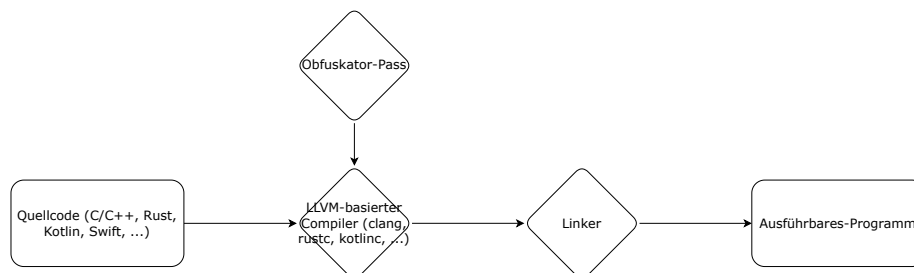 Obfuskator-Pass
Quellcode (C/C++, Rust,
Kotlin, Swift, ...)
LLVM-basierter
Compiler (clang,
rustc, kotlinc, ...)
Linker
Ausführbares-Programm